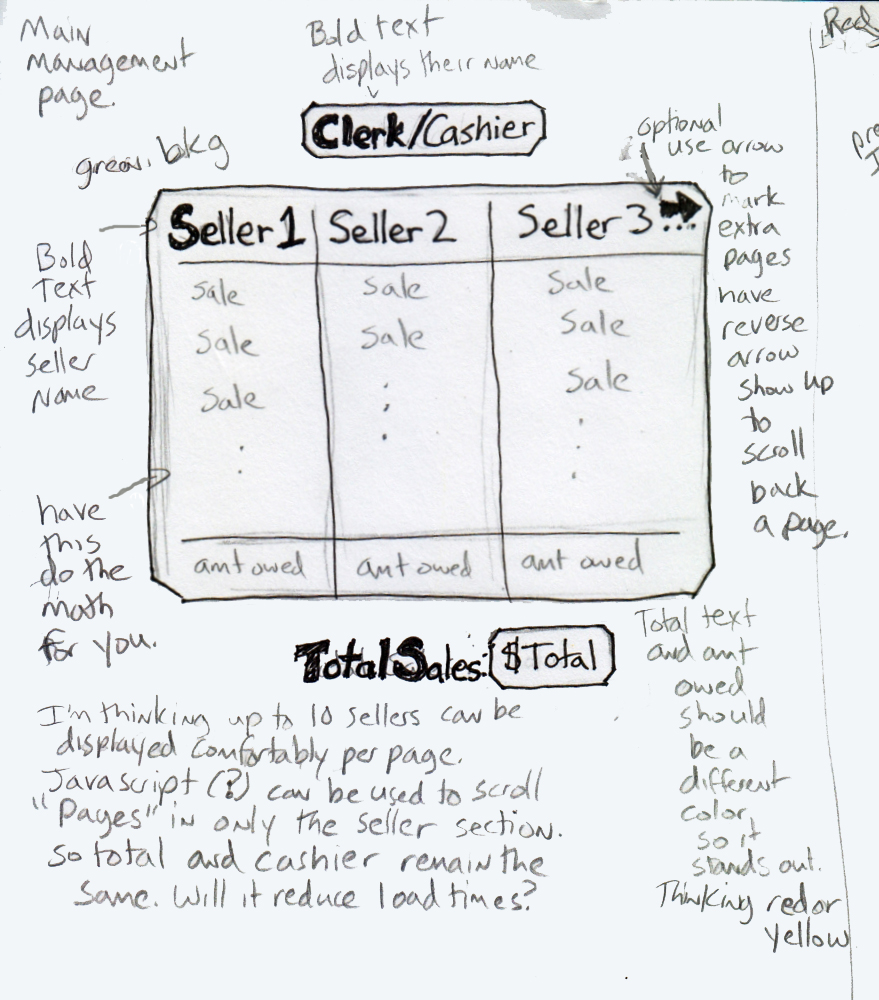 Main
management
page.
Bold text
displays their name
Clerk/Cashier
green, bkg
optional
use arrow
to
mark
extra
pages
have
reverse
arrow
show up
to
scroll
back
a page.
Red
Bold
Text
displays
seller
Name
have
this
do the
math
for you.
Seller 1 Seller 2 Seller 3 ...
Sale Sale Sale
Sale Sale Sale
Sale Sale
amt owed amt owed amt owed
Total Sales: $Total
I'm thinking up to 10 sellers can be
displayed comfortably per page.
Javascript (?) can be used to scroll
"Pages" in only the seller section.
so total and cashier remain the
same. Will it reduce load times?
Total text
and amt
owed
should
be a
different
color,
so it
stands out.
Thinking red or
yellow